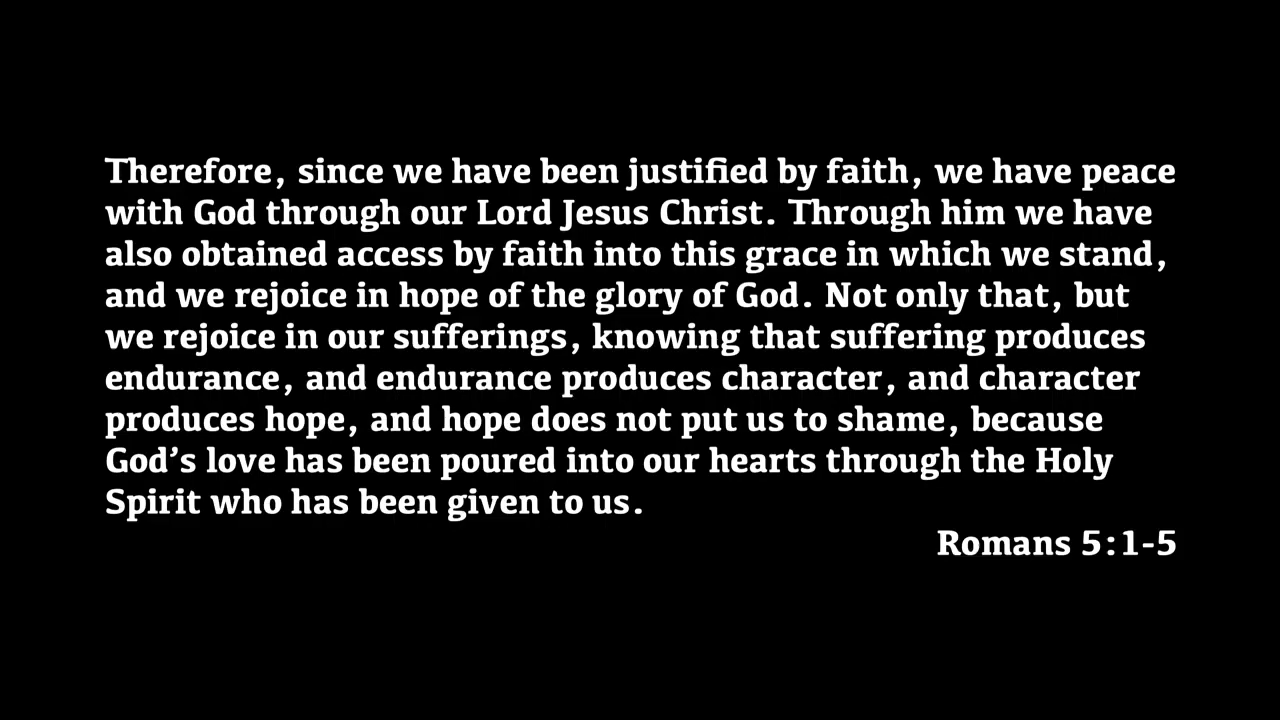 Therefore, since we have been justified by faith, we have peace
with God through our Lord Jesus Christ. Through him we have
also obtained access by faith into this grace in which we stand,
and we rejoice in hope of the glory of God. Not only that, but
we rejoice in our sufferings, knowing that suffering produces
endurance, and endurance produces character, and character
produces hope, and hope does not put us to shame, because
God’s love has been poured into our hearts through the Holy
Spirit who has been given to us.
Romans 5:1-5